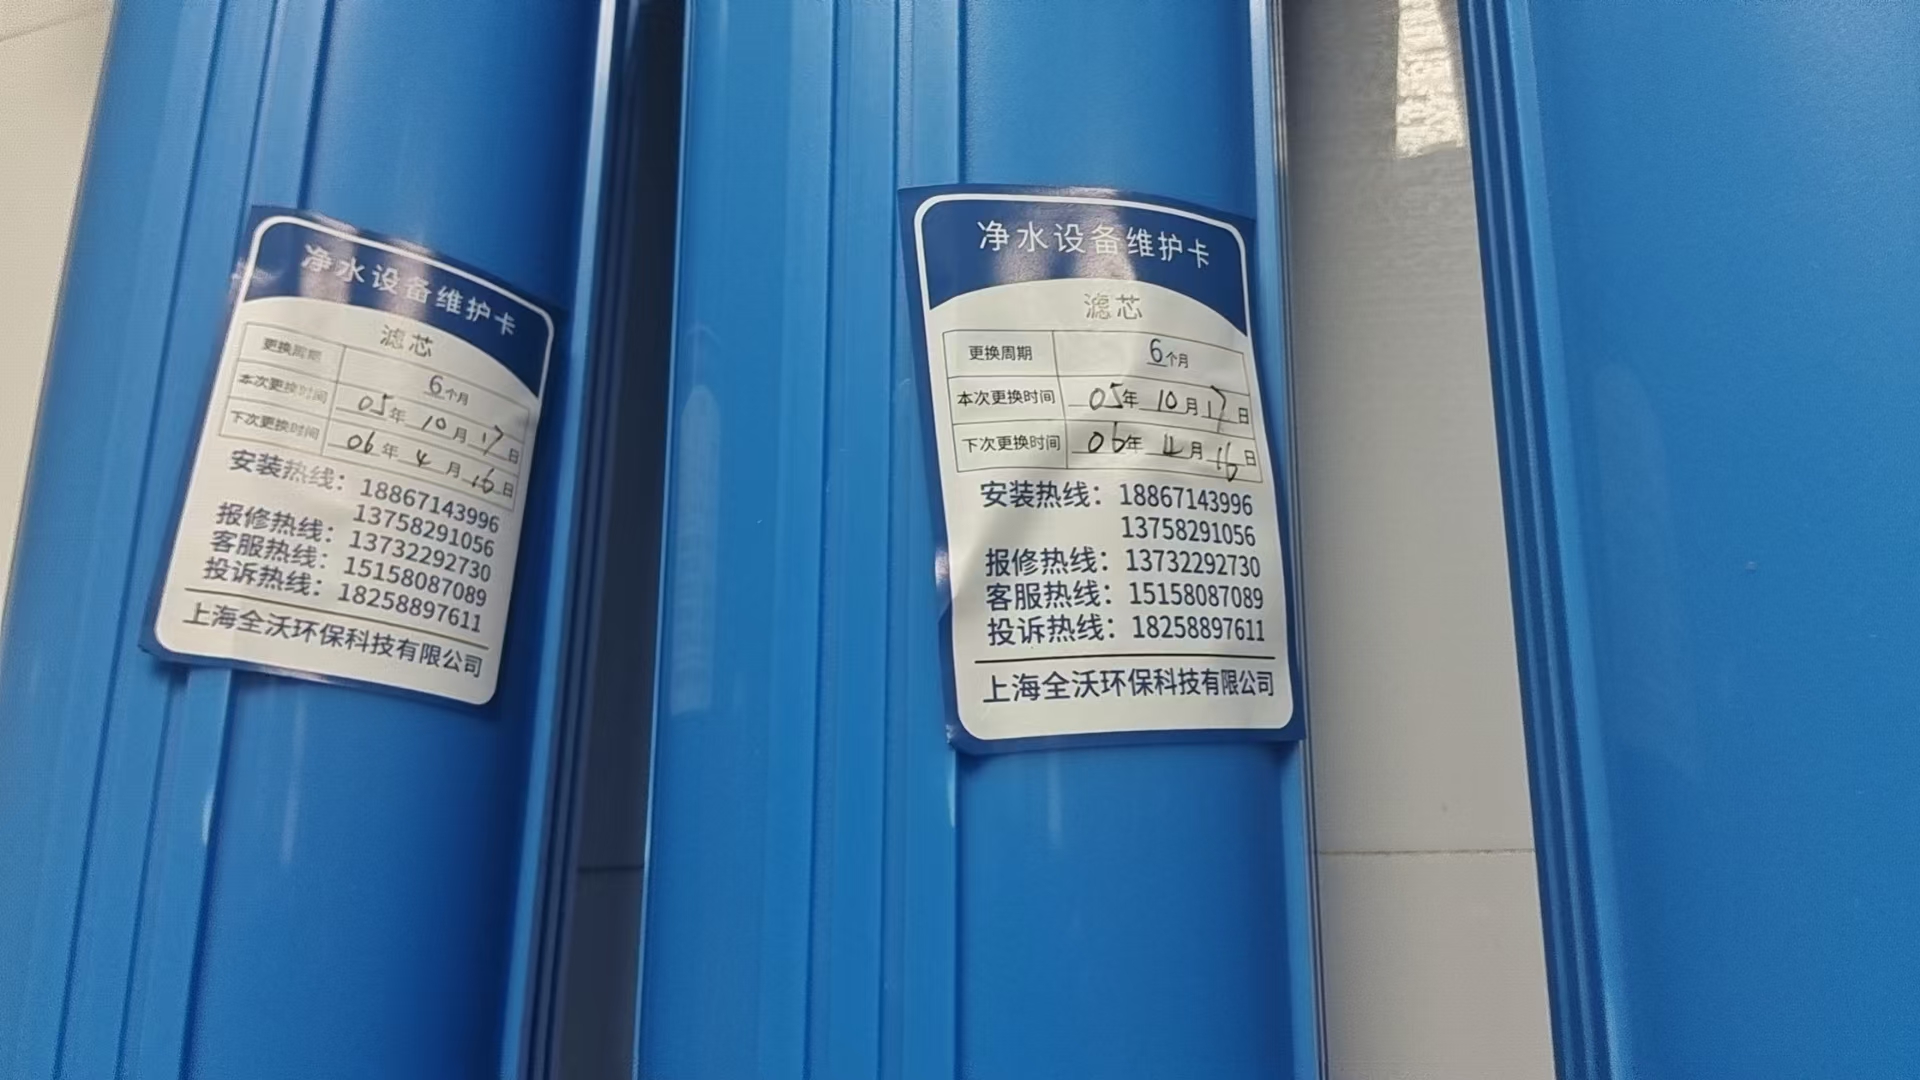 净水设备维护卡
滤芯
更换周期 6个月
本次更换时间 05年10月17日
下次更换时间 06年4月16日
安装热线：18867143996
13758291056
报修热线：13732292730
客服热线：15158087089
投诉热线：18258897611
上海全沃环保科技有限公司
净水设备维护卡
滤芯
更换周期 6个月
本次更换时间 05年10月17日
下次更换时间 06年4月16日
安装热线：18867143996
13758291056
报修热线：13732292730
客服热线：15158087089
投诉热线：18258897611
上海全沃环保科技有限公司